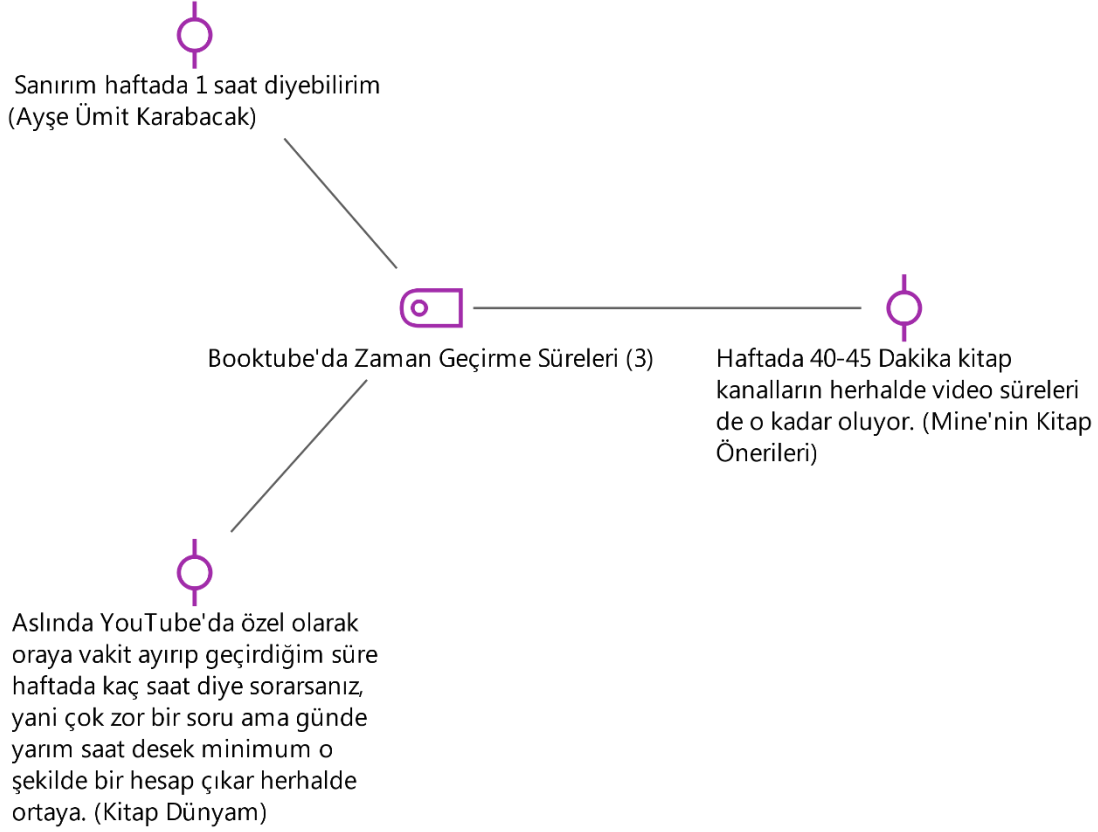 Sanırım haftada 1 saat diyebilirim
(Ayşe Ümit Karabacak)
Booktube'da Zaman Geçirme Süreleri (3)
Haftada 40-45 Dakika kitap
kanalların herhalde video süreleri
de o kadar oluyor. (Mine'nin Kitap
Önerileri)
Aslında YouTube'da özel olarak
oraya vakit ayırıp geçirdiğim süre
haftada kaç saat diye sorarsanız,
yani çok zor bir soru ama günde
yarım saat desek minimum o
şekilde bir hesap çıkar herhalde
ortaya. (Kitap Dünyam)